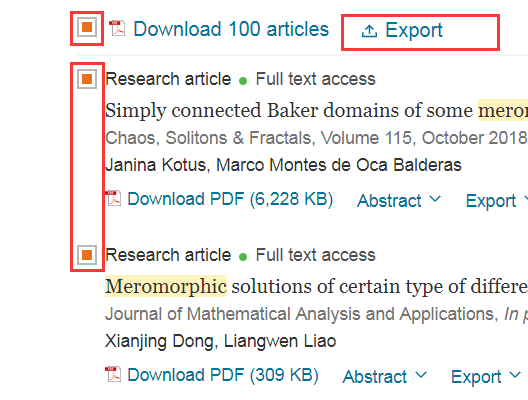 Download 100 articles Export
Research article Full text access
Simply connected Baker domains of some
Chaos, Solitons & Fractals, Volume 115, October 2018
Janina Kotus, Marco Montes de Oca Balderas
Download PDF (6,228 KB) Abstract Export
Research article Full text access
Meromorphic solutions of certain type of
Journal of Mathematical Analysis and Applications, In
Xianjing Dong, Liangwen Liao
Download PDF (309 KB) Abstract Export